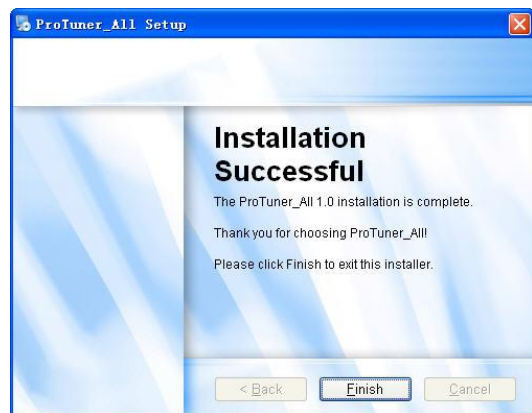 ProTuner_All Setup
Installation
Successful
The ProTuner_All 1.0 installation is complete.
Thank you for choosing ProTuner_All!
Please click Finish to exit this installer.
< Back
Finish
Cancel